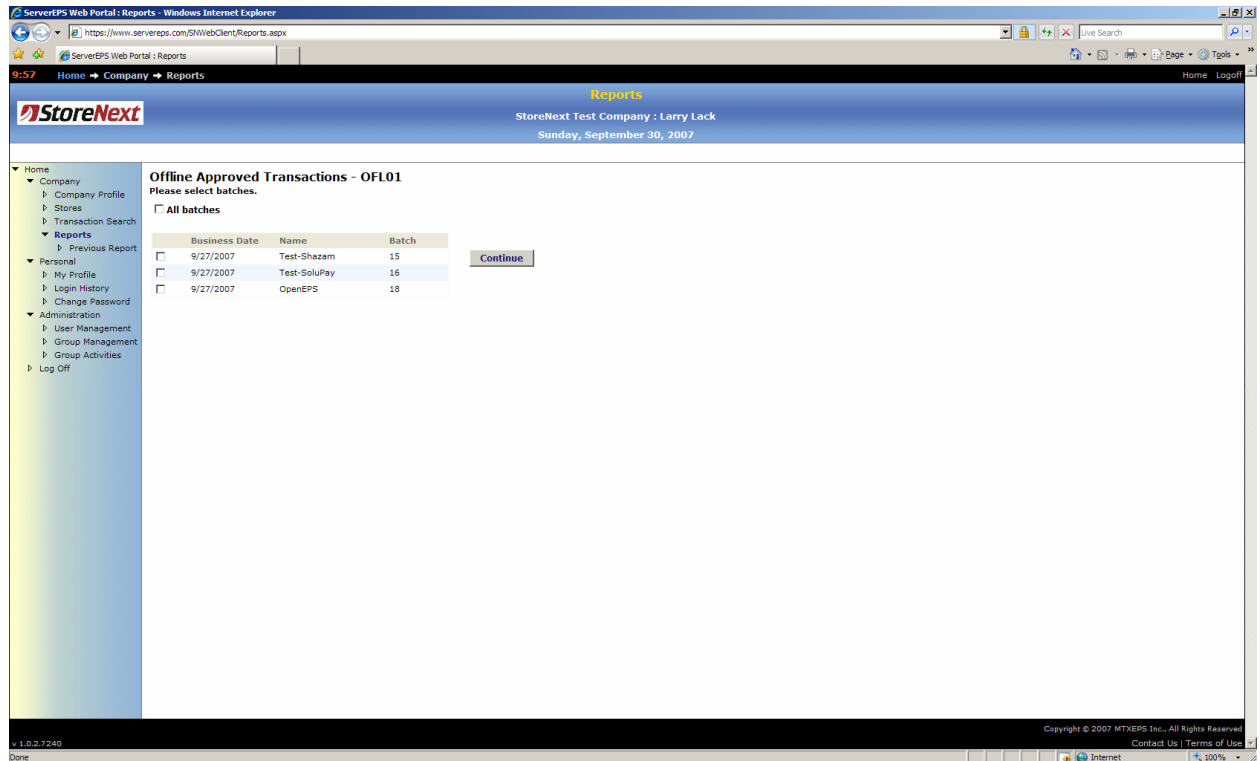 ServerEPS Web Portal : Reports - Windows Internet Explorer
https://www.servereps.com/SNWebClient/Reports.aspx
Live Search
ServerEPS Web Portal : Reports
Page
Tools
9:57 Home ➔ Company ➔ Reports
Home Logoff
Reports
StoreNext
StoreNext Test Company : Larry Lack
Sunday, September 30, 2007
Home
Company
Company Profile
Stores
Transaction Search
Reports
Previous Report
Personal
My Profile
Login History
Change Password
Administration
User Management
Group Management
Group Activities
Log Off
Offline Approved Transactions - OFL01
Please select batches.
All batches
Business Date Name Batch
9/27/2007 Test-Shazam 15
9/27/2007 Test-SoluPay 16
9/27/2007 OpenEPS 18
Continue
Copyright © 2007 MTXEPS Inc., All Rights Reserved
v 1.0.2.7240
Contact Us | Terms of Use
Done
Internet
100%